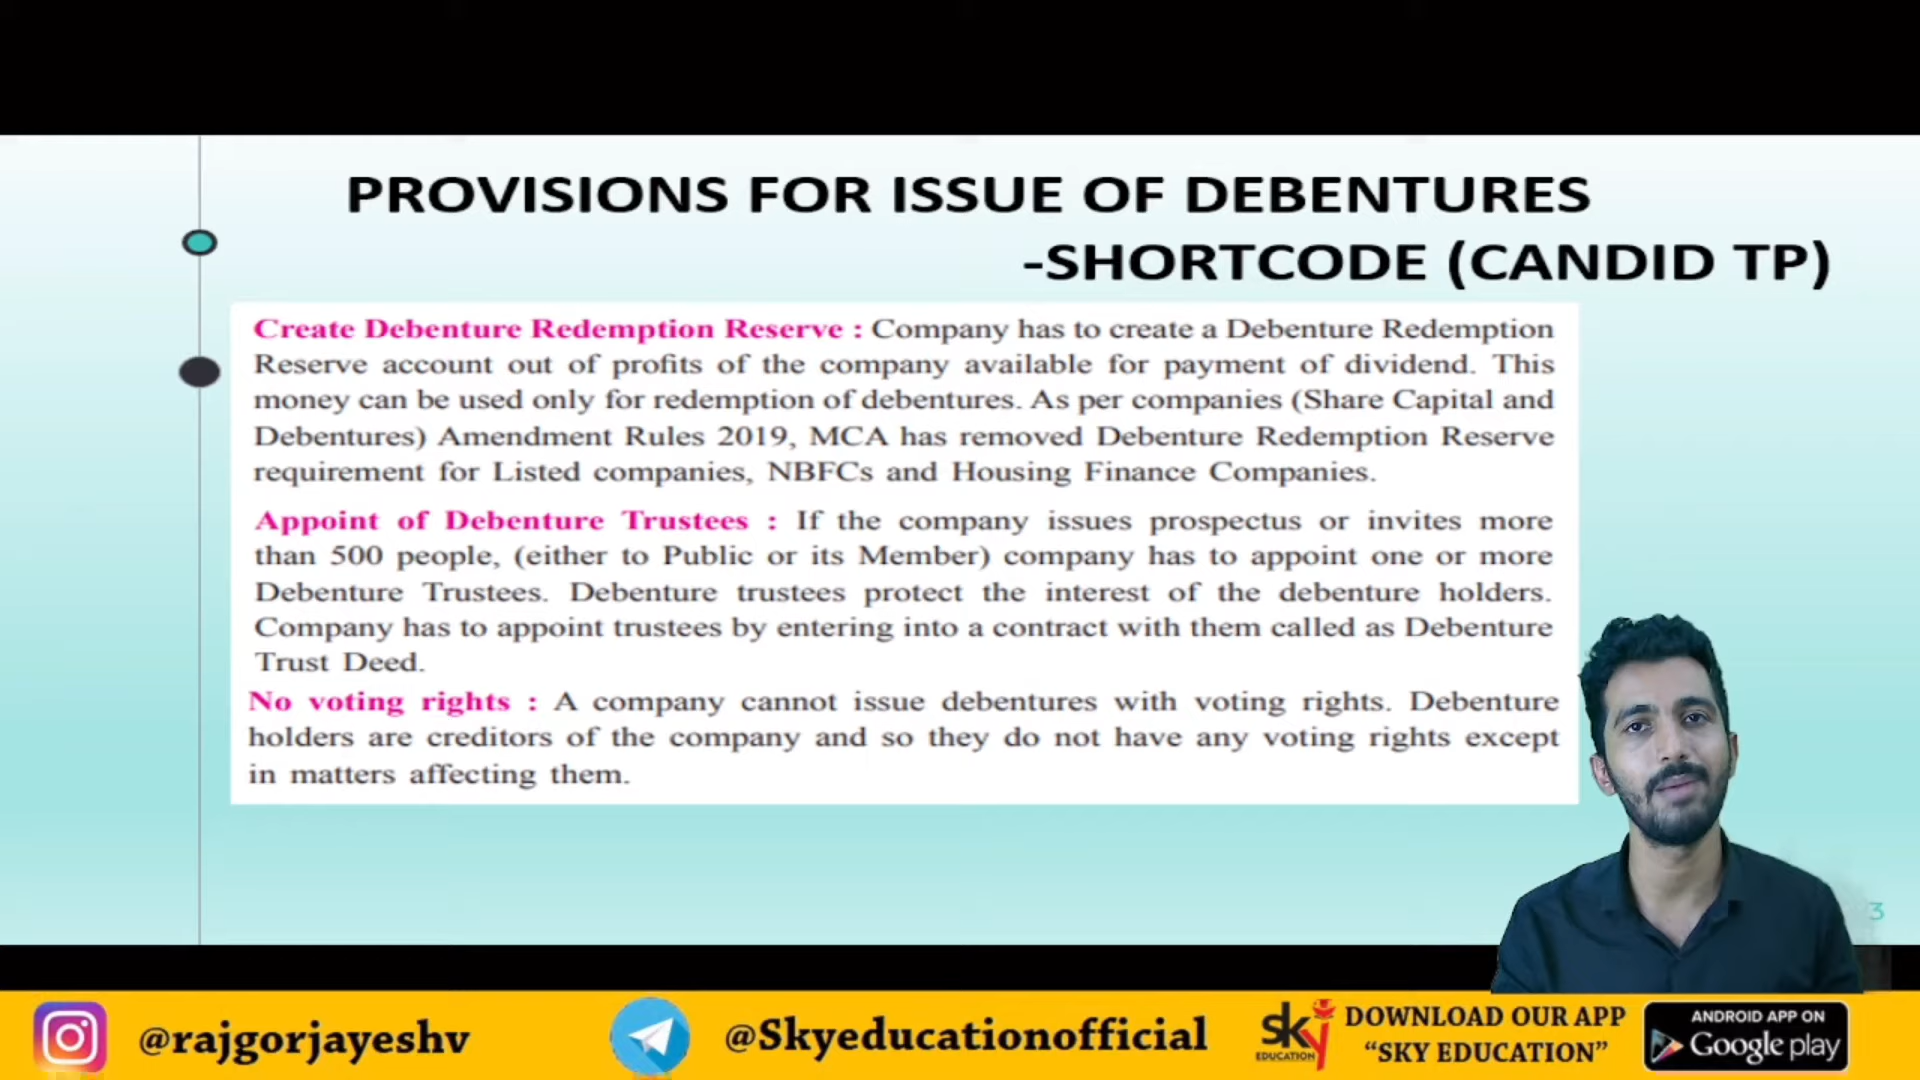 PROVISIONS FOR ISSUE OF DEBENTURES
-SHORTCODE (CANDID TP)
Create Debenture Redemption Reserve : Company has to create a Debenture Redemption
Reserve account out of profits of the company available for payment of dividend. This
money can be used only for redemption of debentures. As per companies (Share Capital and
Debentures) Amendment Rules 2019, MCA has removed Debenture Redemption Reserve
requirement for Listed companies, NBFCs and Housing Finance Companies.
Appoint of Debenture Trustees : If the company issues prospectus or invites more
than 500 people, (either to Public or its Member) company has to appoint one or more
Debenture Trustees. Debenture trustees protect the interest of the debenture holders.
Company has to appoint trustees by entering into a contract with them called as Debenture
Trust Deed.
No voting rights : A company cannot issue debentures with voting rights. Debenture
holders are creditors of the company and so they do not have any voting rights except
in matters affecting them.
3
@rajgorjayeshv
@Skyeducationofficial
sky
EDUCATION
DOWNLOAD OUR APP
“SKY EDUCATION”
ANDROID APP ON
Google play